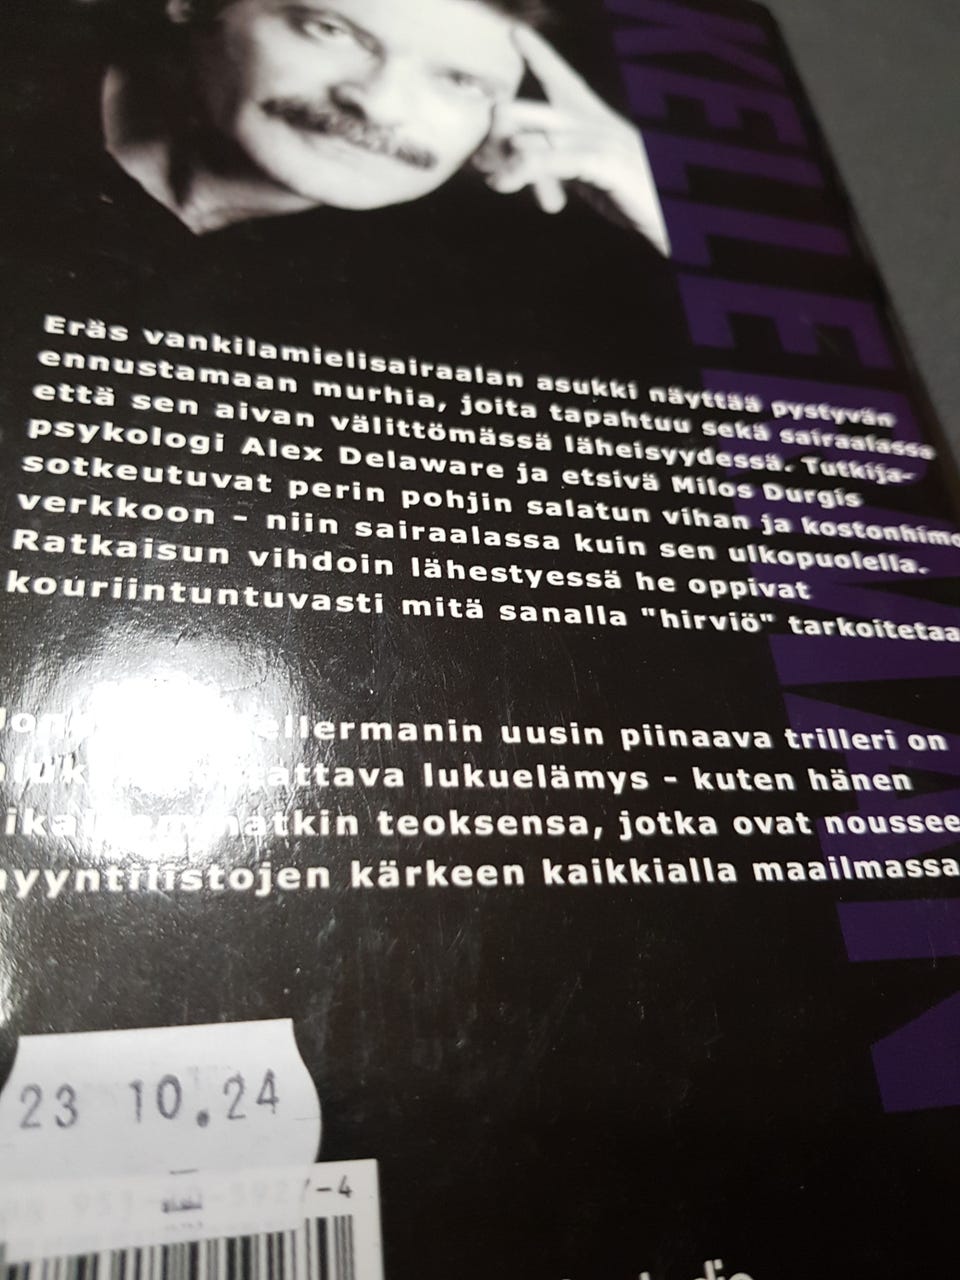 KELLERMAN
Eräs vankilamielisairaalan asukki näyttää pystyvän
ennustamaan murhia, joita tapahtuu sekä sairaalassa
että sen aivan välittömässä läheisyydessä. Tutkija-
psykologi Alex Delaware ja etsivä Milos Durgis
sotkeutuvat perin pohjin salatun vihan ja kostonhimo
verkkoon - niin sairaalassa kuin sen ulkopuolella.
Ratkaisun vihdoin lähestyessä he oppivat
kouriintuntuvasti mitä sanalla "hirviö" tarkoitetaa
ellermanin uusin piinaava trilleri on
attava lukuelämys - kuten hänen
teoksensa, jotka ovat noussee
yyntilistojen kärkeen kaikkialla maailmassa
23 10.24
-4